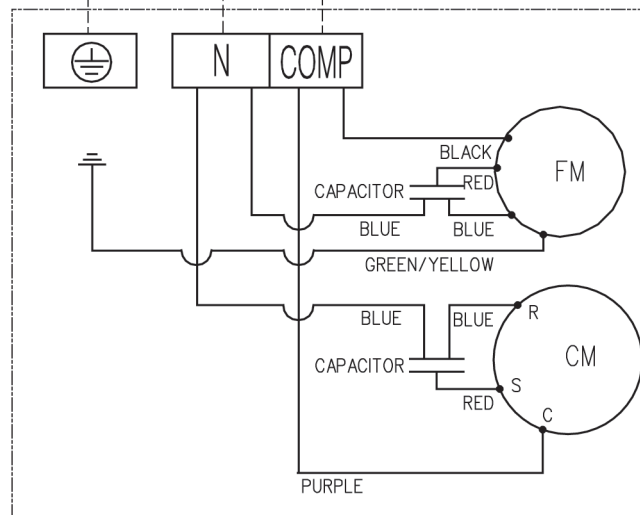 N COMP
BLACK
FM
RED
CAPACITOR
BLUE BLUE
GREEN/YELLOW
BLUE BLUE R
CAPACITOR CM
S
RED
C
PURPLE